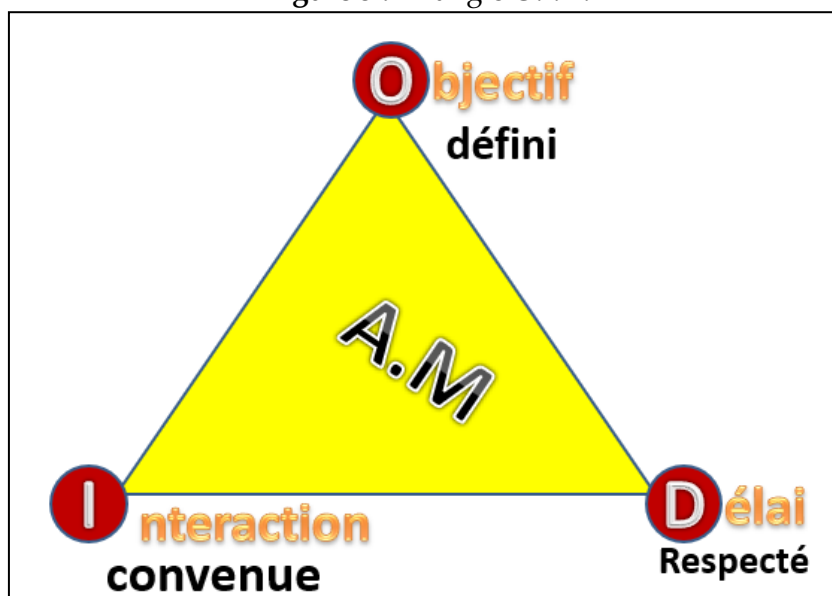 Objectif
défini
A.M
Interaction
convenue
Délai
Respecté